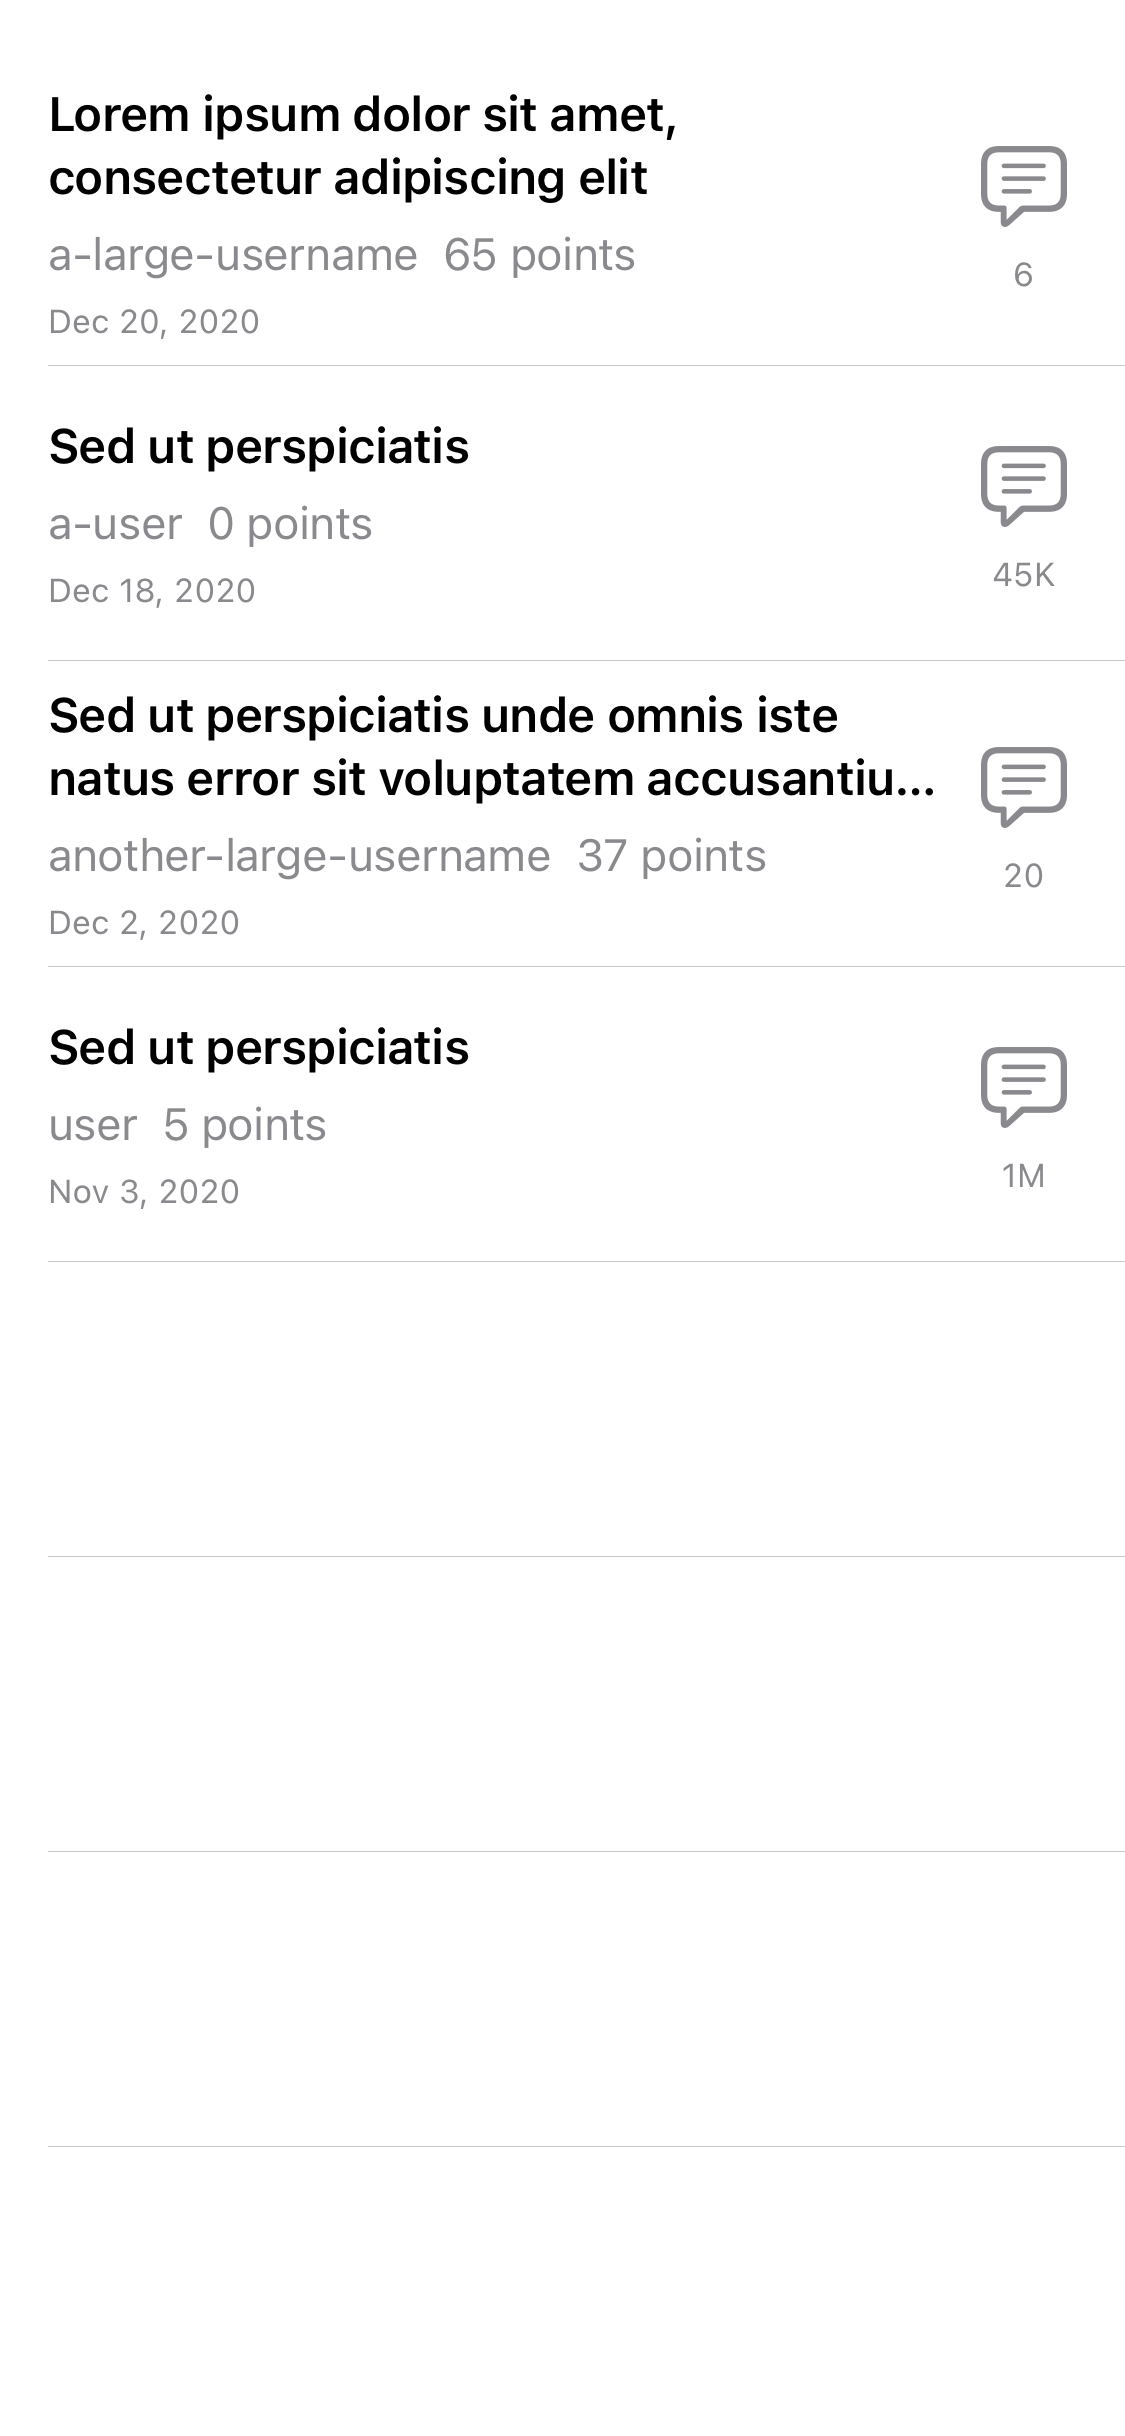 Lorem ipsum dolor sit amet,
consectetur adipiscing elit
a-large-username 65 points
6
Dec 20, 2020
Sed ut perspiciatis
a-user 0 points
45K
Dec 18, 2020
Sed ut perspiciatis unde omnis iste
natus error sit voluptatem accusantiu...
another-large-username 37 points
20
Dec 2, 2020
Sed ut perspiciatis
user 5 points
1M
Nov 3, 2020